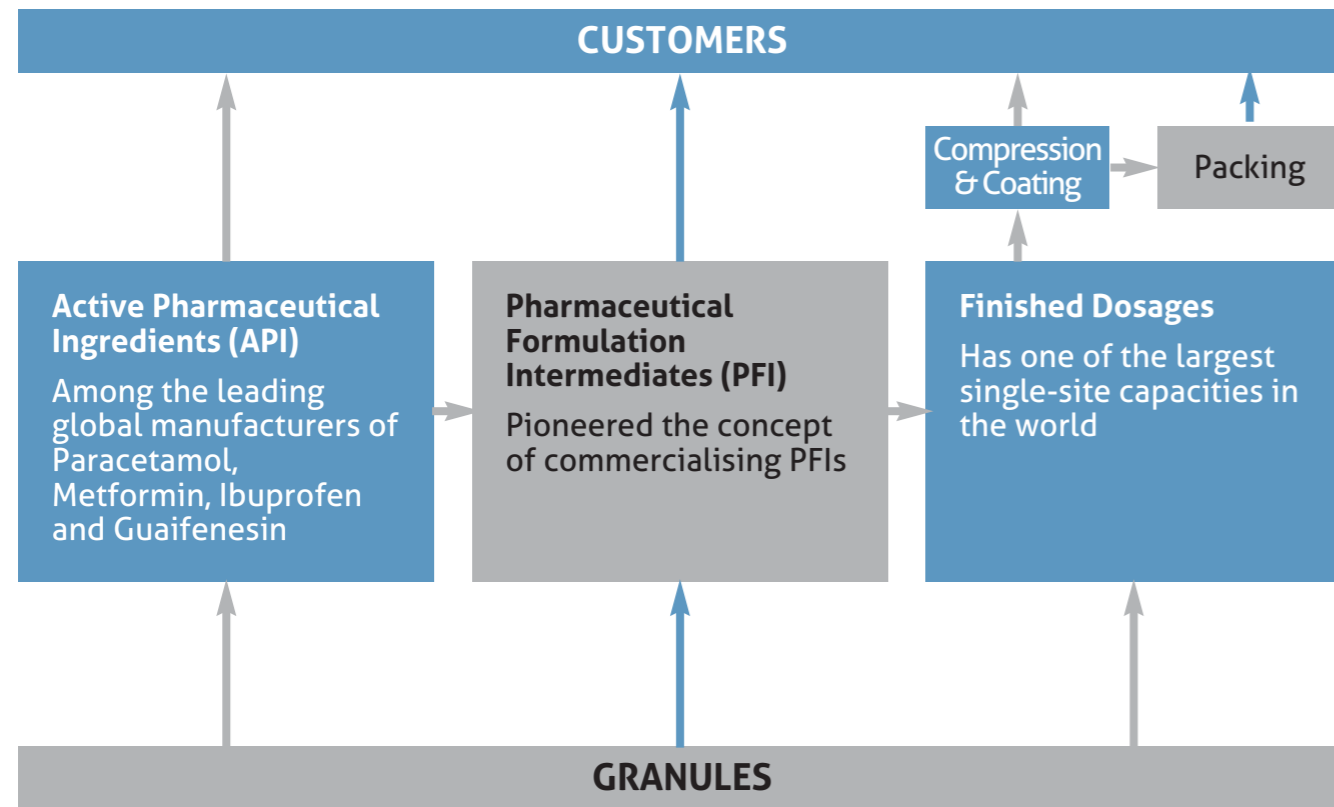 CUSTOMERS
Compression
& Coating
Packing
Active Pharmaceutical
Ingredients (API)
Among the leading
global manufacturers of
Paracetamol,
Metformin, Ibuprofen
and Guaifenesin
Pharmaceutical
Formulation
Intermediates (PFI)
Pioneered the concept
of commercialising PFIs
Finished Dosages
Has one of the largest
single-site capacities in
the world
GRANULES